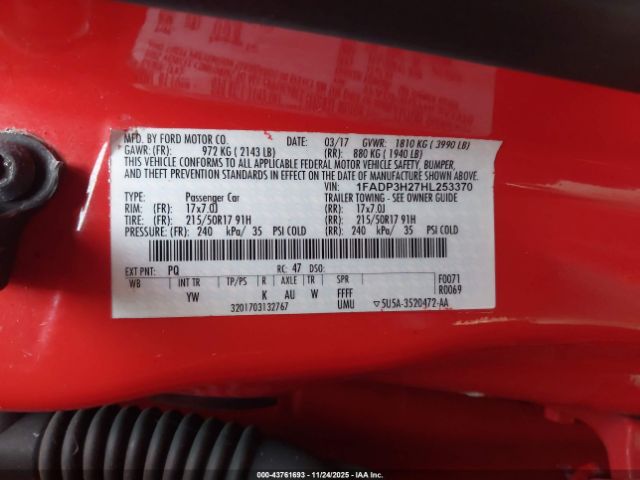 MFD. BY FORD MOTOR CO. DATE: 03/17 GVWR: 1810 KG ( 3990 LB)
GAWR: (FR): 972 KG ( 2143 LB) (RR): 880 KG ( 1940 LB)
THIS VEHICLE CONFORMS TO ALL APPLICABLE FEDERAL MOTOR VEHICLE SAFETY, BUMPER,
AND THEFT PREVENTION STANDARDS IN EFFECT ON THE DATE OF MANUFACTURE SHOWN ABOVE.
VIN: 1FADP3H27HL253370
TYPE: Passenger Car TRAILER TOWING - SEE OWNER GUIDE
RIM: (FR): 17x7.0J (RR): 17x7.0J
TIRE: (FR): 215/50R17 91H (RR): 215/50R17 91H
PRESSURE: (FR): 240 kPa/ 35 PSI COLD (RR): 240 kPa/ 35 PSI COLD
EXT PNT: PQ RC: 47 DSO: F0071
WB INT TR TP/PS R AXLE TR SPR R0069
YW K AU W FFFF
3201703132767 UMU ▽5U5A-3520472-AA
000-43761693 - 11/24/2025 - IAAI.COM